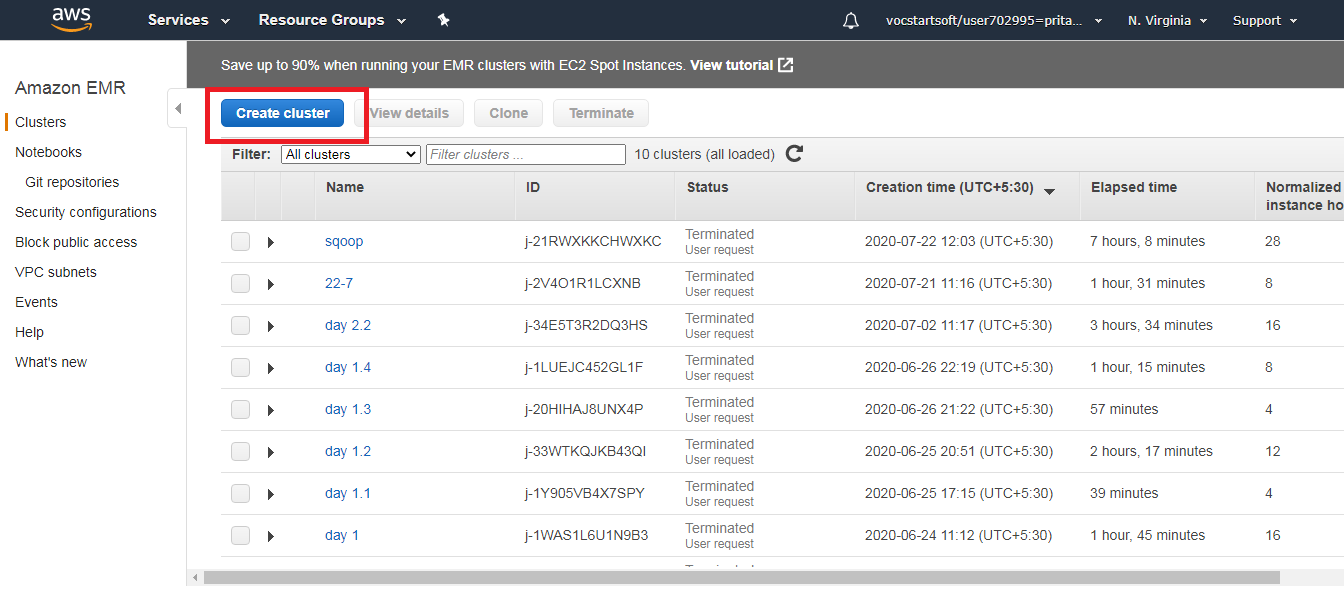 aws Services Resource Groups vocstartsoft/user702995=prita... N. Virginia Support
Save up to 90% when running your EMR clusters with EC2 Spot Instances. View tutorial
Amazon EMR
Clusters
Notebooks
Git repositories
Security configurations
Block public access
VPC subnets
Events
Help
What's new
Create cluster View details Clone Terminate
Filter: All clusters Filter clusters ... 10 clusters (all loaded)
Name ID Status Creation time (UTC+5:30) Elapsed time Normalized
instance ho
sqoop j-21RWXKKCHWXKC Terminated 2020-07-22 12:03 (UTC+5:30) 7 hours, 8 minutes 28
User request
22-7 j-2V4O1R1LCXNB Terminated 2020-07-21 11:16 (UTC+5:30) 1 hour, 31 minutes 8
User request
day 2.2 j-34E5T3R2DQ3HS Terminated 2020-07-02 11:17 (UTC+5:30) 3 hours, 34 minutes 16
User request
day 1.4 j-1LUEJC452GL1F Terminated 2020-06-26 22:19 (UTC+5:30) 1 hour, 15 minutes 8
User request
day 1.3 j-20HIHAJ8UNX4P Terminated 2020-06-26 21:22 (UTC+5:30) 57 minutes 4
User request
day 1.2 j-33WTKQJKB43QI Terminated 2020-06-25 20:51 (UTC+5:30) 2 hours, 17 minutes 12
User request
day 1.1 j-1Y905VB4X7SPY Terminated 2020-06-25 17:15 (UTC+5:30) 39 minutes 4
User request
day 1 j-1WAS1L6U1N9B3 Terminated 2020-06-24 11:12 (UTC+5:30) 1 hour, 45 minutes 16
User request